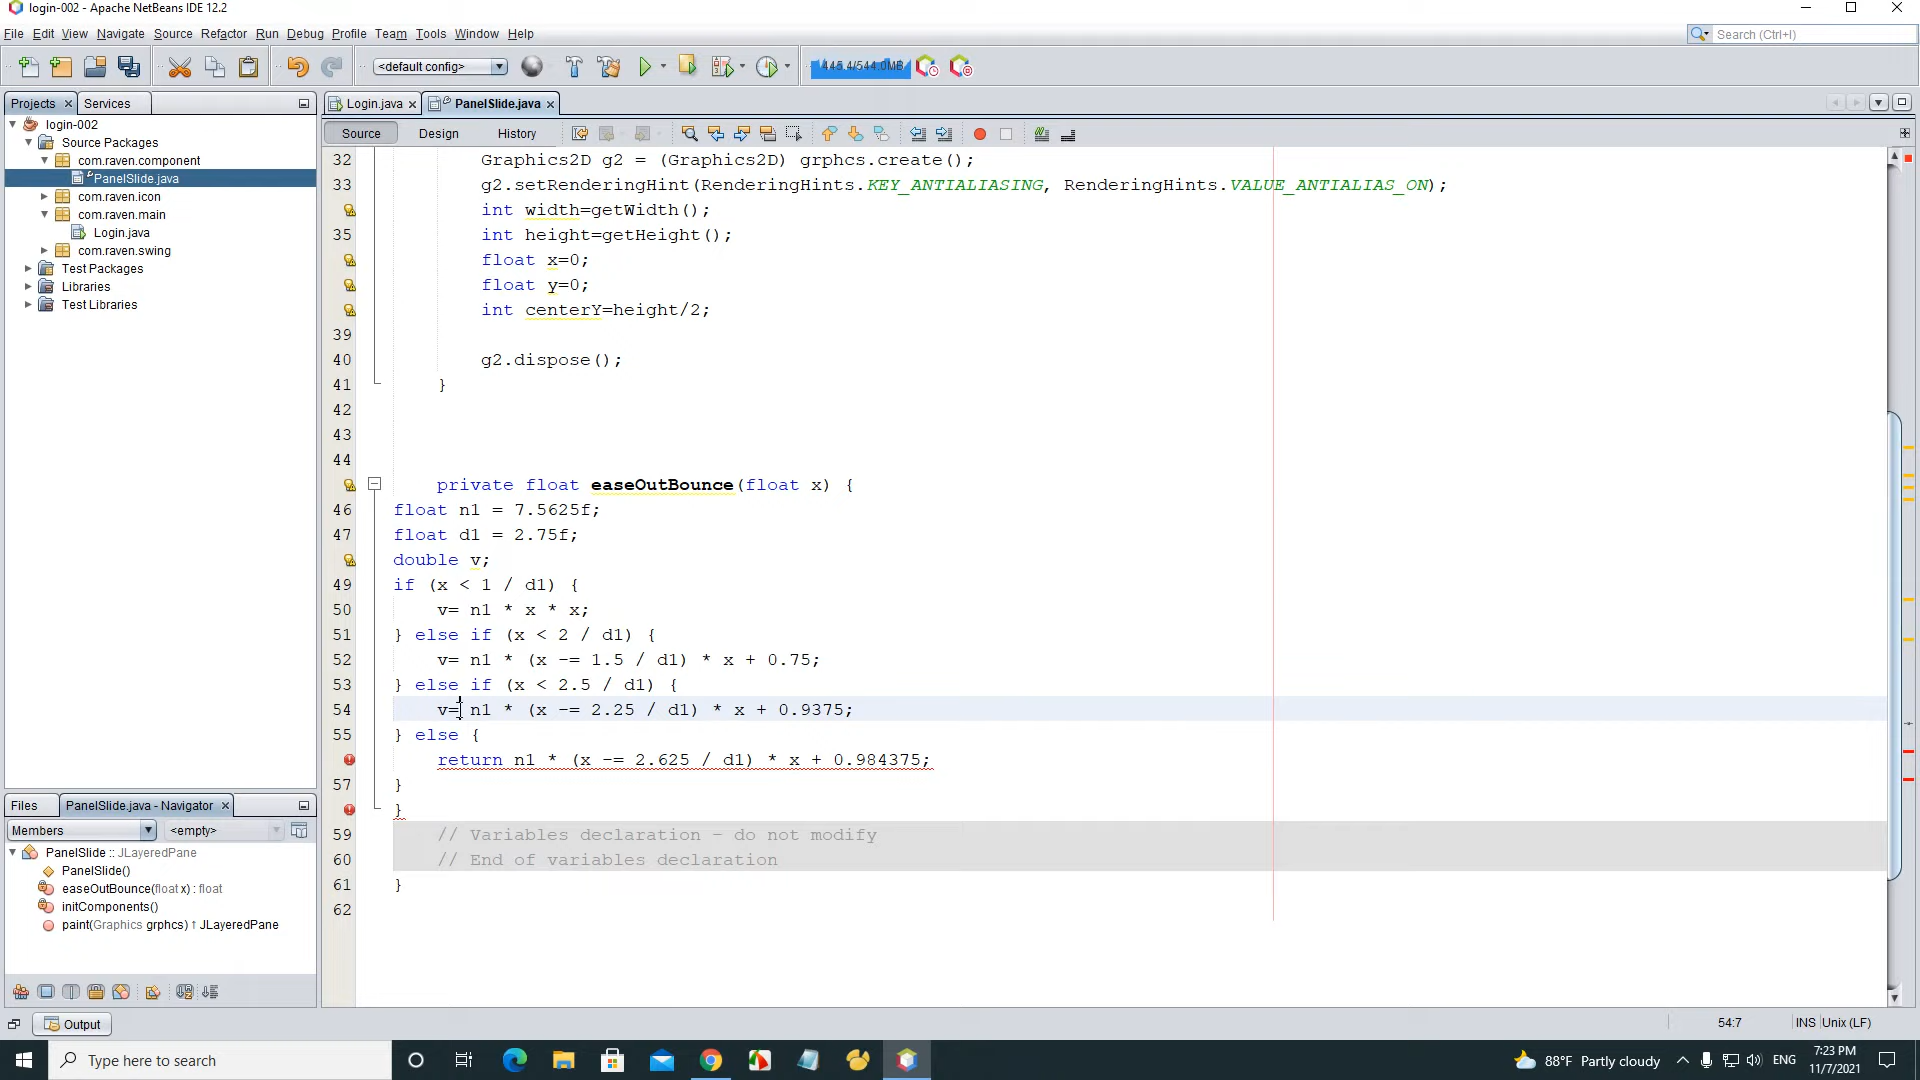 login-002 - Apache NetBeans IDE 12.2
File Edit View Navigate Source Refactor Run Debug Profile Team Tools Window Help
Search (Ctrl+I)
<default config>
445.4/544.0MB
Projects Services
Login.java PanelSlide.java
login-002
Source Packages
com.raven.component
PanelSlide.java
com.raven.icon
com.raven.main
Login.java
com.raven.swing
Test Packages
Libraries
Test Libraries
Source Design History
32 Graphics2D g2 = (Graphics2D) grphcs.create();
33 g2.setRenderingHint(RenderingHints.KEY_ANTIALIASING, RenderingHints.VALUE_ANTIALIAS_ON);
int width=getWidth();
35 int height=getHeight();
float x=0;
float y=0;
int centerY=height/2;
39
40 g2.dispose();
41 }
42
43
44
private float easeOutBounce(float x) {
46 float n1 = 7.5625f;
47 float d1 = 2.75f;
double v;
49 if (x < 1 / d1) {
50 v= n1 * x * x;
51 } else if (x < 2 / d1) {
52 v= n1 * (x -= 1.5 / d1) * x + 0.75;
53 } else if (x < 2.5 / d1) {
54 v= n1 * (x -= 2.25 / d1) * x + 0.9375;
55 } else {
return n1 * (x -= 2.625 / d1) * x + 0.984375;
57 }
}
59 // Variables declaration - do not modify
60 // End of variables declaration
61 }
62
Files PanelSlide.java - Navigator
Members <empty>
PanelSlide :: JLayeredPane
PanelSlide()
easeOutBounce(float x) : float
initComponents()
paint(Graphics grphcs) ↑ JLayeredPane
Output
54:7 INS Unix (LF)
Type here to search
88°F Partly cloudy
ENG
7:23 PM
11/7/2021